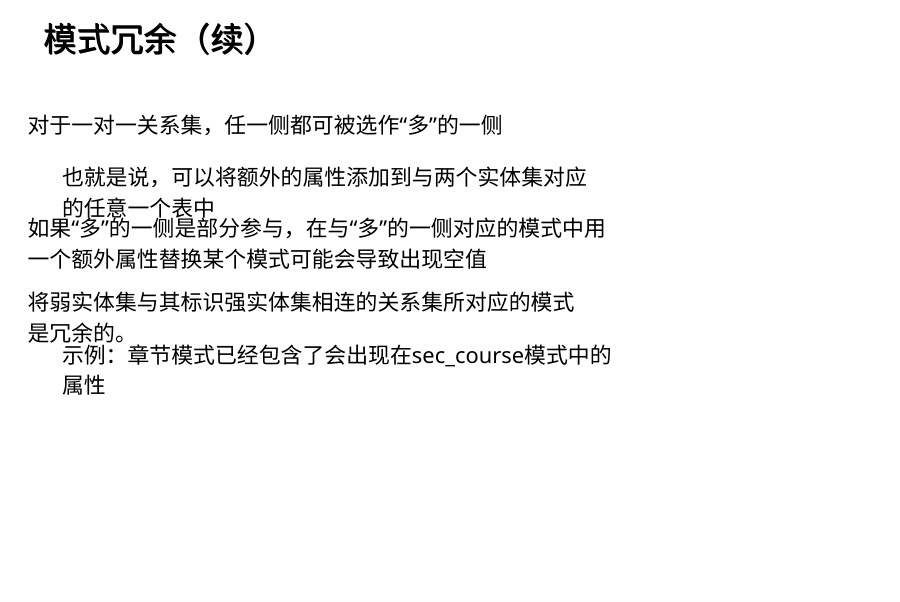 模式冗余（续）
对于一对一关系集，任一侧都可被选作“多”的一侧
也就是说，可以将额外的属性添加到与两个实体集对应
的任意一个表中
如果“多”的一侧是部分参与，在与“多”的一侧对应的模式中用
一个额外属性替换某个模式可能会导致出现空值
将弱实体集与其标识强实体集相连的关系集所对应的模式
是冗余的。
示例：章节模式已经包含了会出现在sec_course模式中的
属性